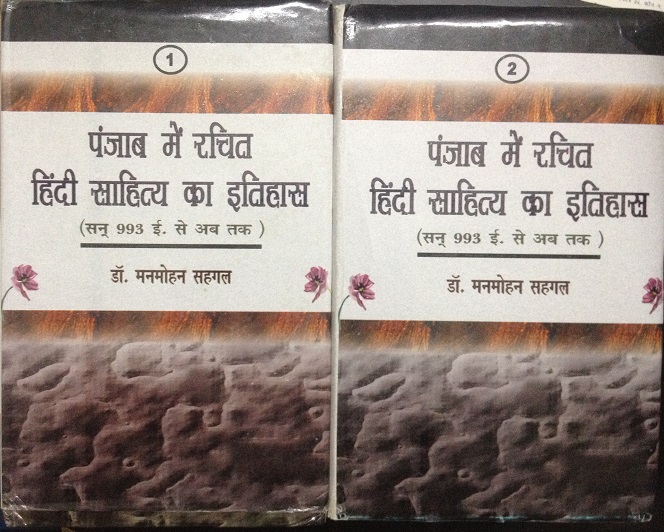 1
पंजाब में रचित
हिंदी साहित्य का इतिहास
(सन् 993 ई. से अब तक )
डॉ. मनमोहन सहगल
2
पंजाब में रचित
हिंदी साहित्य का इतिहास
(सन् 993 ई. से अब तक )
डॉ. मनमोहन सहगल